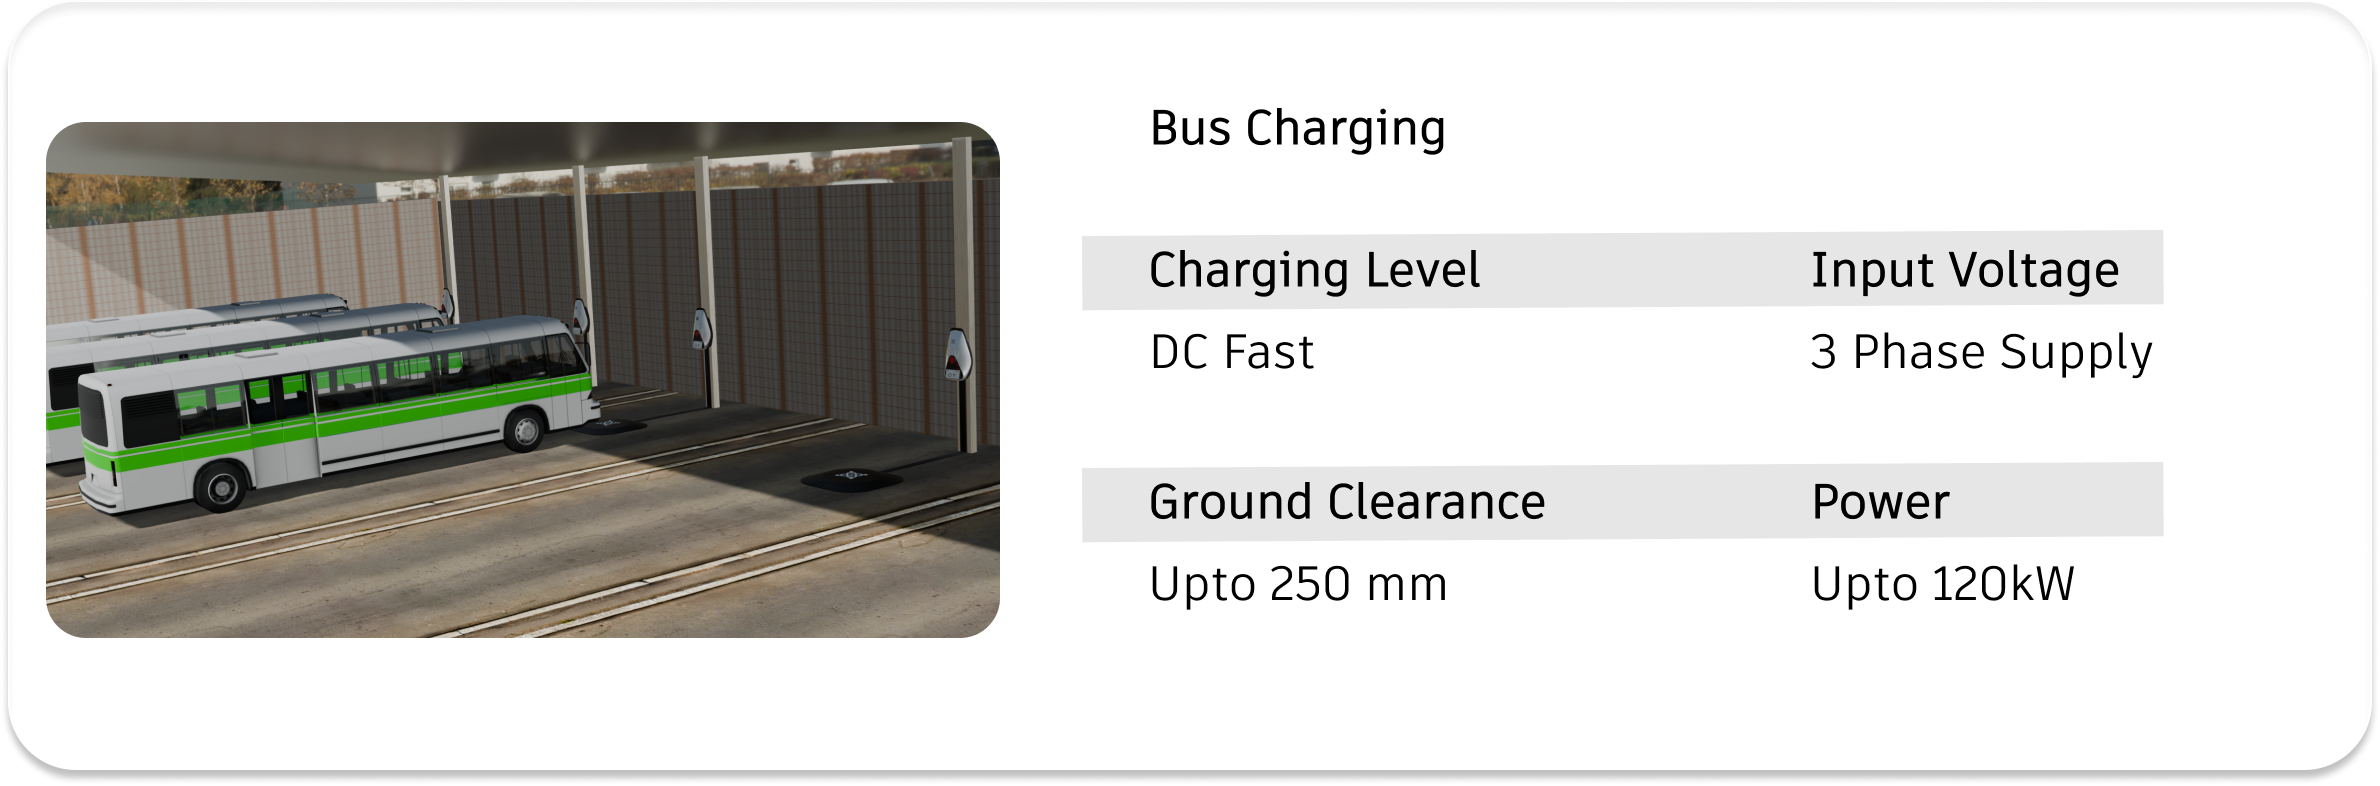 Bus Charging
Charging Level
Input Voltage
DC Fast
3 Phase Supply
Ground Clearance
Power
Upto 250 mm
Upto 120kW